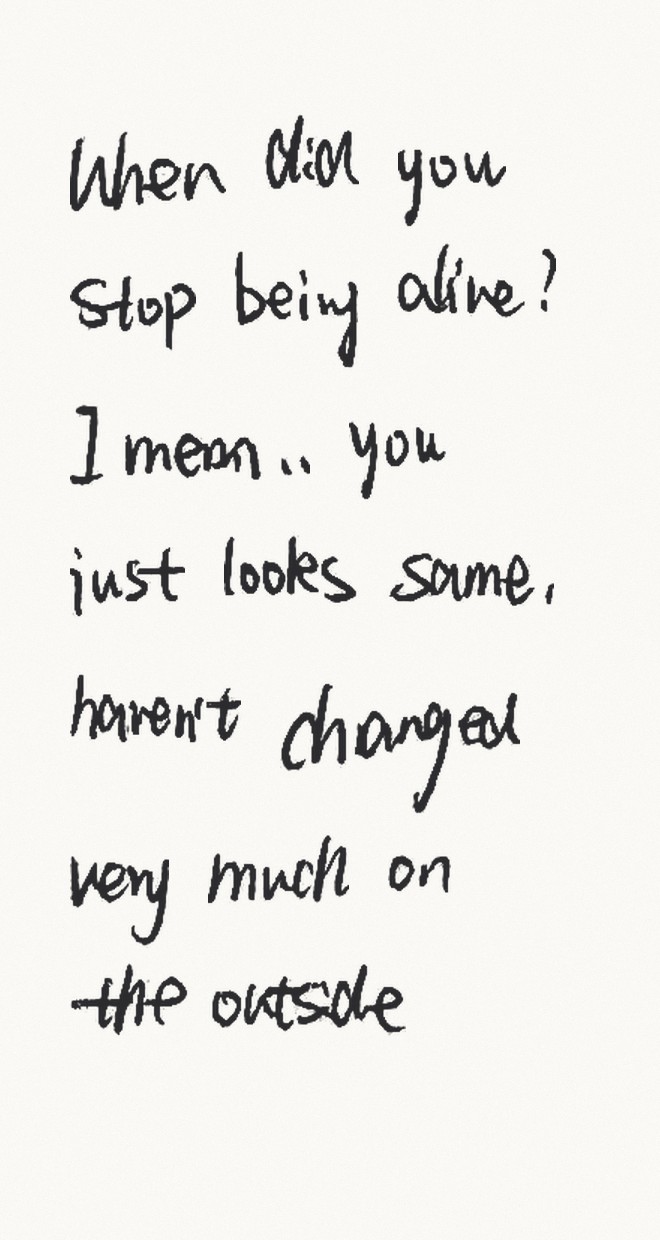 When did you
stop being alive?
I mean.. you
just looks same,
haven't changed
very much on
the outside